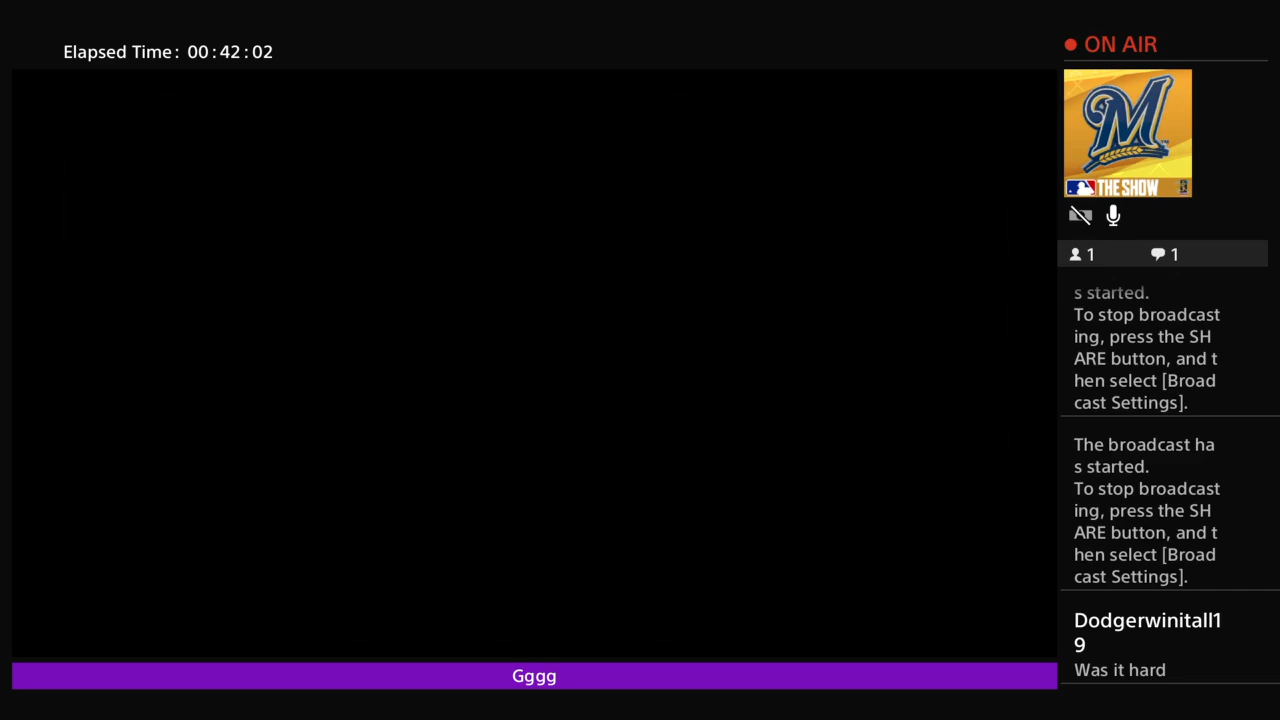 Elapsed Time: 00:42:02
ON AIR
M
THE SHOW
1
1
s started.
To stop broadcast
ing, press the SH
ARE button, and t
hen select [Broad
cast Settings].
The broadcast ha
s started.
To stop broadcast
ing, press the SH
ARE button, and t
hen select [Broad
cast Settings].
Dodgerwinitall1
9
Was it hard
Gggg